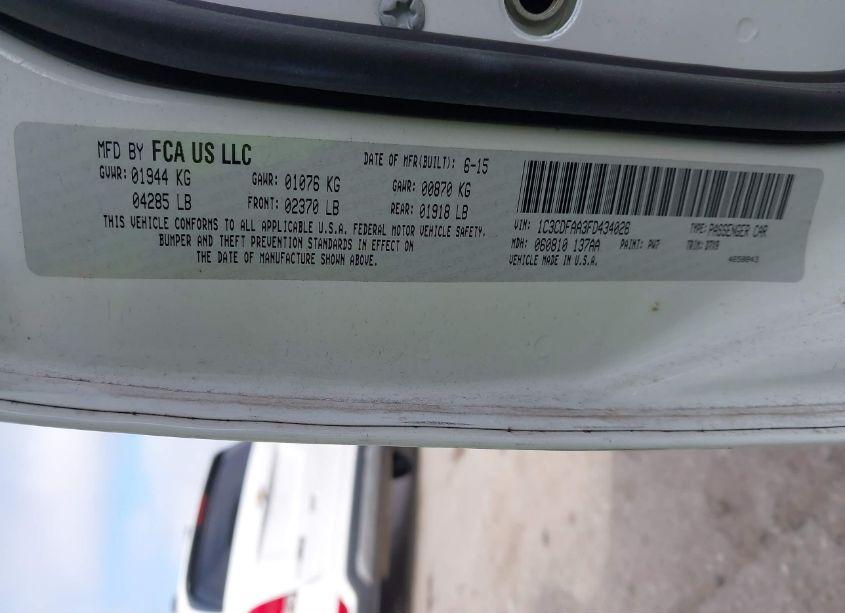 MFD BY FCA US LLC
DATE OF MFR(BUILT): 6-15
GVWR: 01944 KG
GAWR: 01076 KG
GAWR: 00870 KG
04285 LB
FRONT: 02370 LB
REAR: 01918 LB
THIS VEHICLE CONFORMS TO ALL APPLICABLE U.S.A. FEDERAL MOTOR VEHICLE SAFETY,
BUMPER AND THEFT PREVENTION STANDARDS IN EFFECT ON
THE DATE OF MANUFACTURE SHOWN ABOVE.
VIN: 1C3CDFAA3FD434026
TYPE: PASSENGER CAR
MDH: 060810 137AA
PAINT: PW7
TRIM:
VEHICLE MADE IN U.S.A.